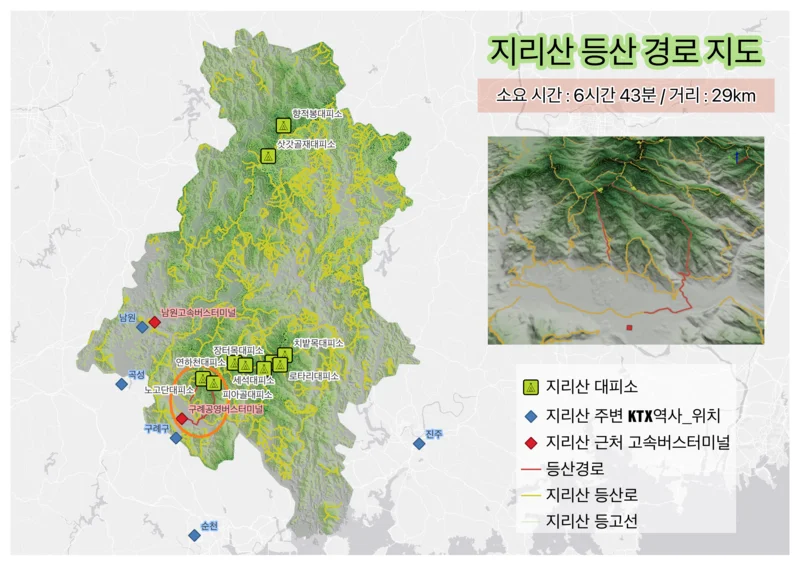 지리산 등산 경로 지도
소요 시간 : 6시간 43분 / 거리 : 29km
향적봉대피소
삿갓골재대피소
남원고속버스터미널
남원
치밭목대피소
장터목대피소
연하천대피소
곡성
세석대피소
로타리대피소
노고단대피소
피아골대피소
구례공영버스터미널
구례구
진주
순천
지리산 대피소
지리산 주변 KTX역사_위치
지리산 근처 고속버스터미널
등산경로
지리산 등산로
지리산 등고선